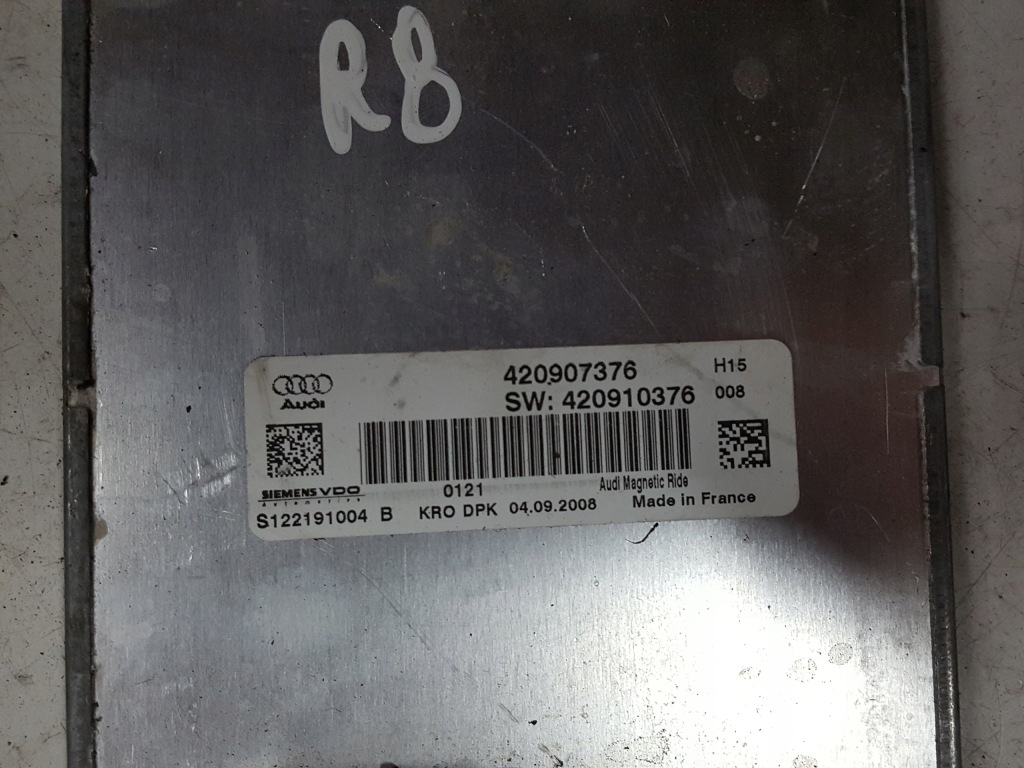 R8
420907376 H15
SW: 420910376 008
Audi
SIEMENS VDO 0121 Audi Magnetic Ride
Automotive
S122191004 B KRO DPK 04.09.2008 Made in France